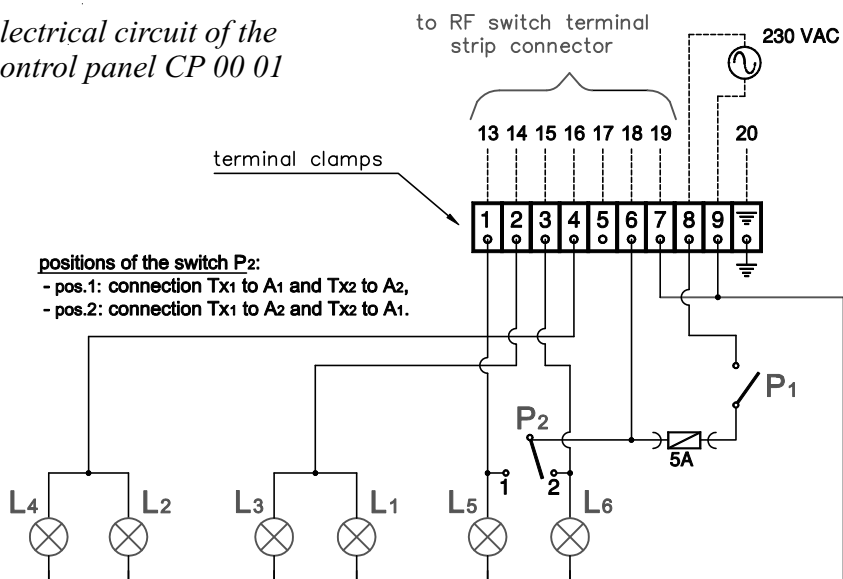 lectrical circuit of the
ontrol panel CP 00 01
to RF switch terminal
strip connector
230 VAC
13 14 15 16 17 18 19 20
terminal clamps
1 2 3 4 5 6 7 8 9
positions of the switch P2:
- pos.1: connection Tx1 to A1 and Tx2 to A2,
- pos.2: connection Tx1 to A2 and Tx2 to A1.
P1
P2
5A
1 2
L4 L2 L3 L1 L5 L6